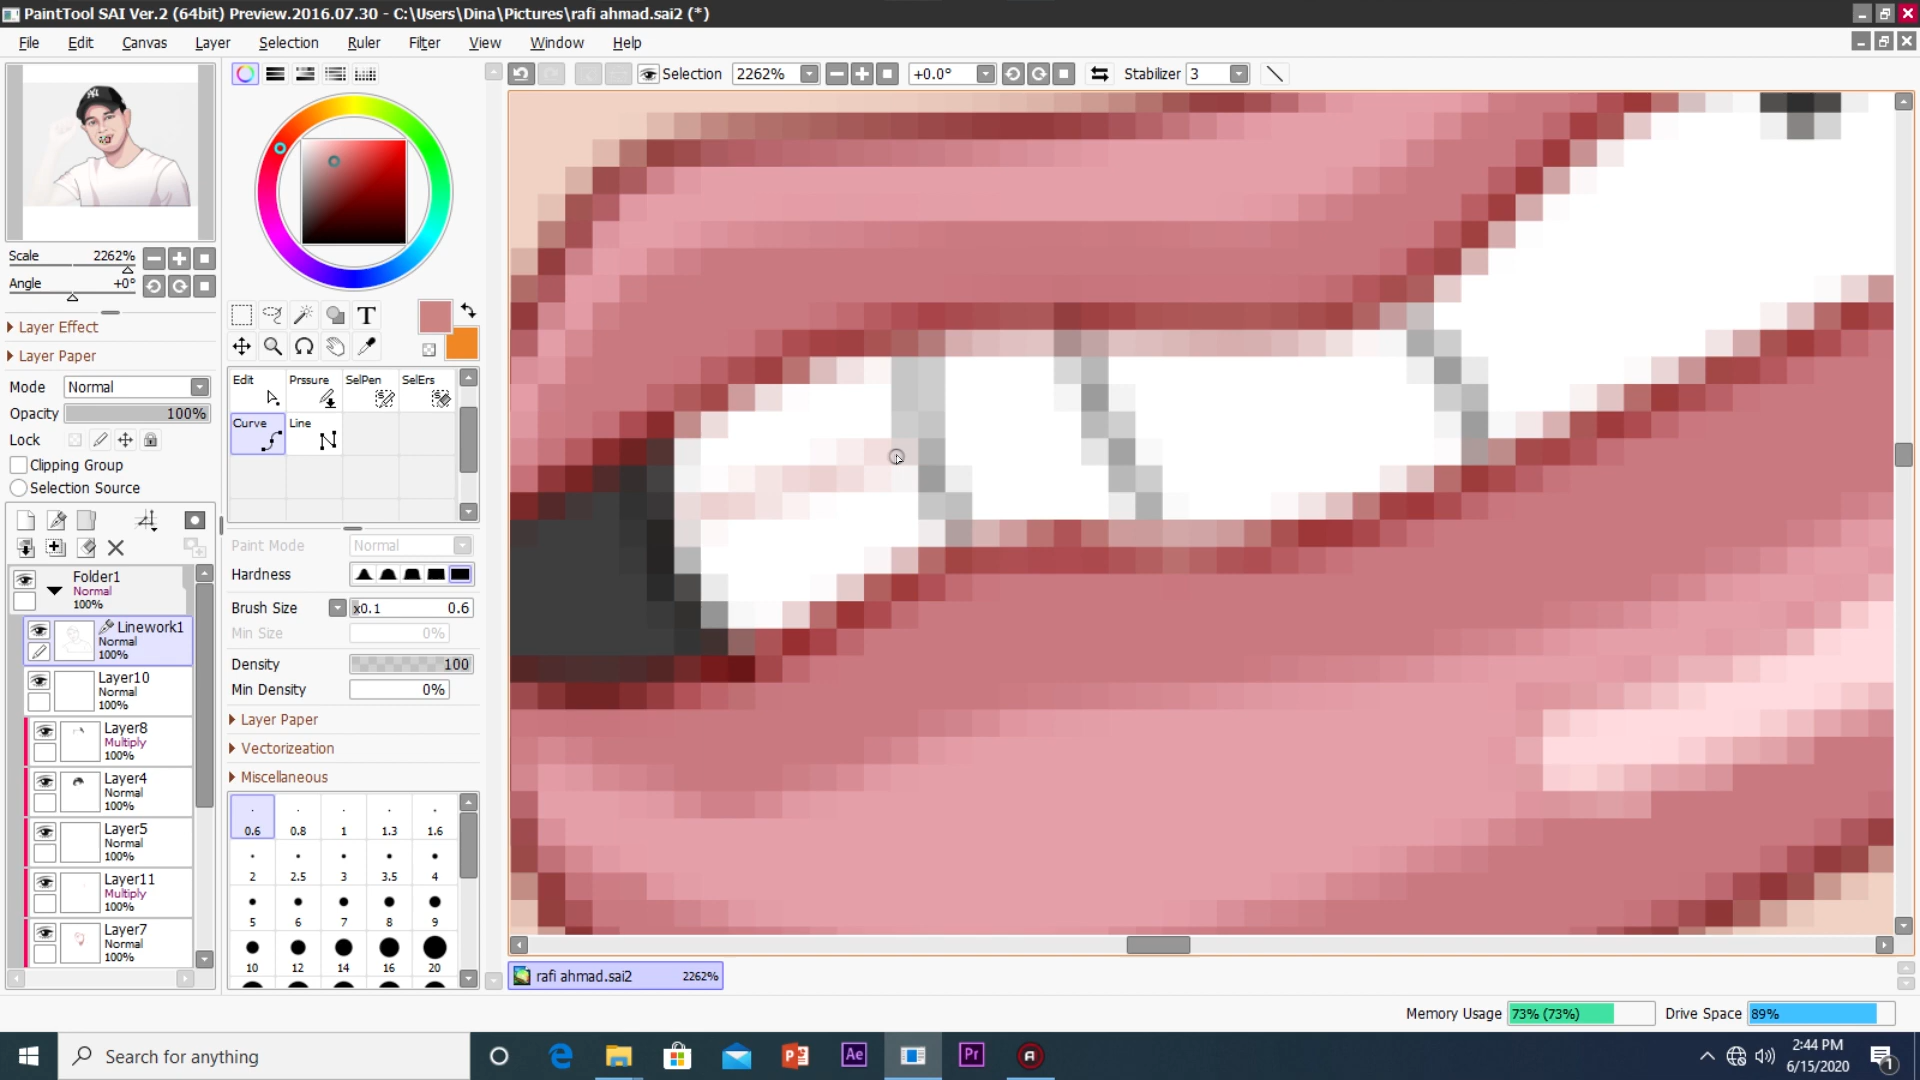 PaintTool SAI Ver.2 (64bit) Preview.2016.07.30 - C:\Users\Dina\Pictures\rafi ahmad.sai2 (*)
File Edit Canvas Layer Selection Ruler Filter View Window Help
Selection 2262% +0.0° Stabilizer 3
Scale 2262%
Angle +0°
Layer Effect
Layer Paper
Mode Normal
Opacity 100%
Lock
Clipping Group
Selection Source
Folder1
Normal
100%
Linework1
Normal
100%
Layer10
Normal
100%
Layer8
Multiply
100%
Layer4
Normal
100%
Layer5
Normal
100%
Layer11
Multiply
100%
Layer7
Normal
100%
T
Edit Prssure SelPen SelErs
Curve Line
Paint Mode Normal
Hardness
Brush Size x0.1 0.6
Min Size 0%
Density 100
Min Density 0%
Layer Paper
Vectorizeation
Miscellaneous
0.6 0.8 1 1.3 1.6
2 2.5 3 3.5 4
5 6 7 8 9
10 12 14 16 20
rafi ahmad.sai2 2262%
Memory Usage 73% (73%) Drive Space 89%
Search for anything
Ae Pr
2:44 PM
6/15/2020
1